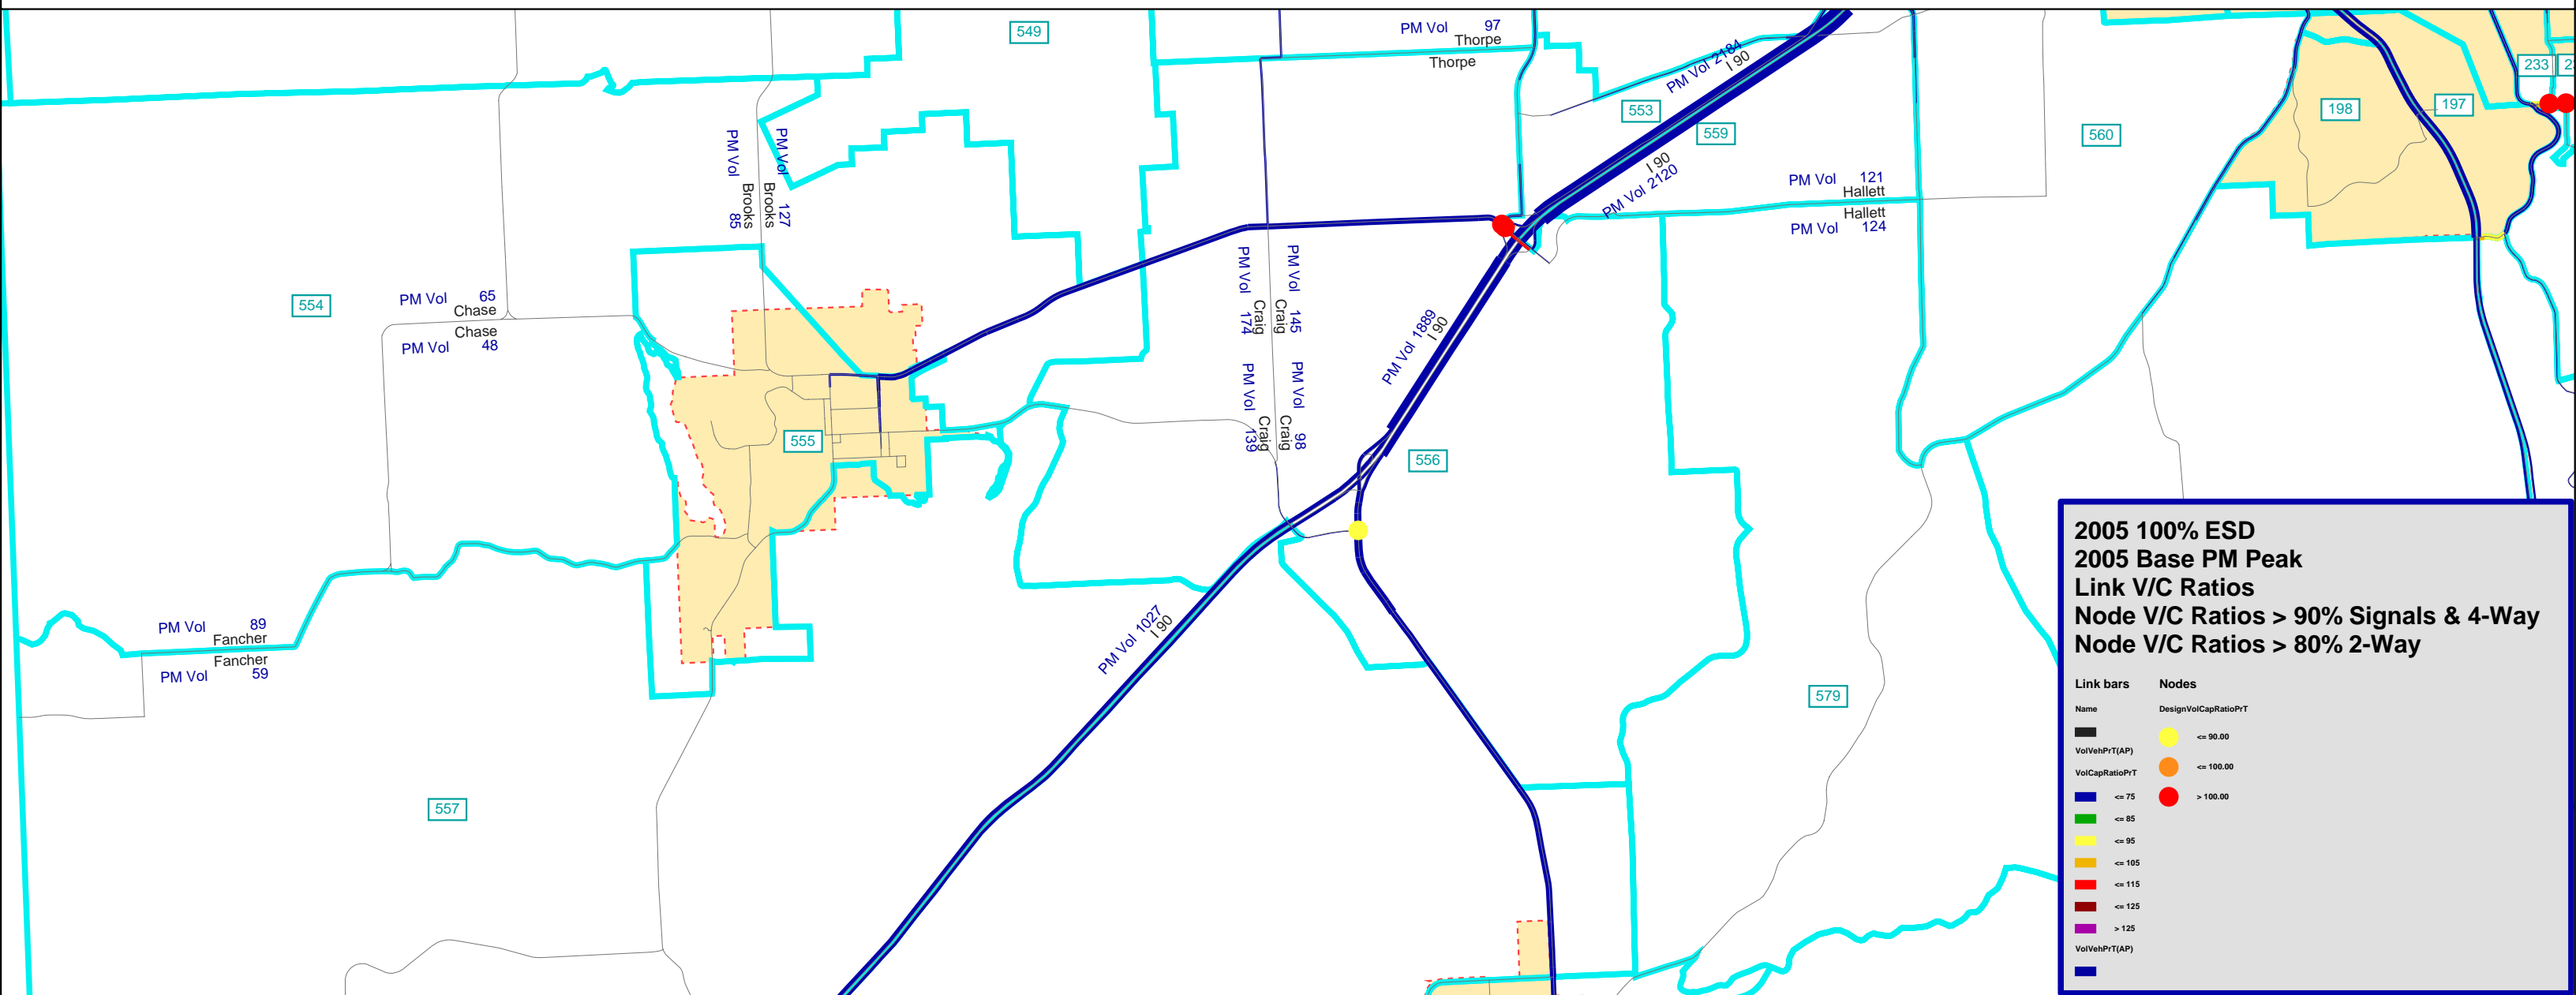 549
PM Vol 97
Thorpe
Thorpe
PM Vol 2184
I 90
553
559
I 90
PM Vol 2120
560
198
197
233
PM Vol 121
Hallett
Hallett
PM Vol 124
PM Vol
Brooks
85
PM Vol
Brooks
127
554
PM Vol 65
Chase
Chase
PM Vol 48
PM Vol
Craig
174
PM Vol
Craig
145
PM Vol 1889
I 90
PM Vol
Craig
139
PM Vol
Craig
98
555
556
PM Vol 89
Fancher
Fancher
PM Vol 59
PM Vol 1027
I 90
557
579
2005 100% ESD
2005 Base PM Peak
Link V/C Ratios
Node V/C Ratios > 90% Signals & 4-Way
Node V/C Ratios > 80% 2-Way
Link bars Nodes
Name DesignVolCapRatioPrT
<= 90.00
VolVehPrT(AP)
<= 100.00
VolCapRatioPrT
<= 75 > 100.00
<= 85
<= 95
<= 105
<= 115
<= 125
> 125
VolVehPrT(AP)